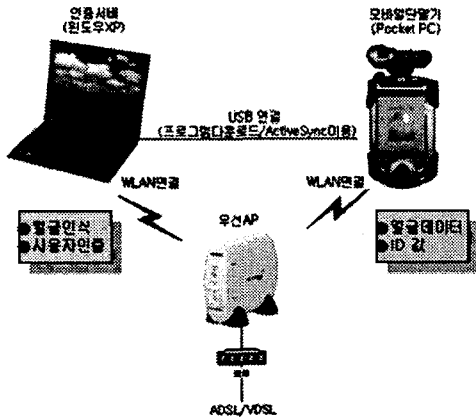 인증서버
(윈도우XP)
모바일단말기
(Pocket PC)
USB 연결
(프로그램다운로드/ActiveSync이용)
WLAN연결
WLAN연결
얼굴인식
사용자인증
무선AP
얼굴데이터
ID 값
ADSL/VDSL